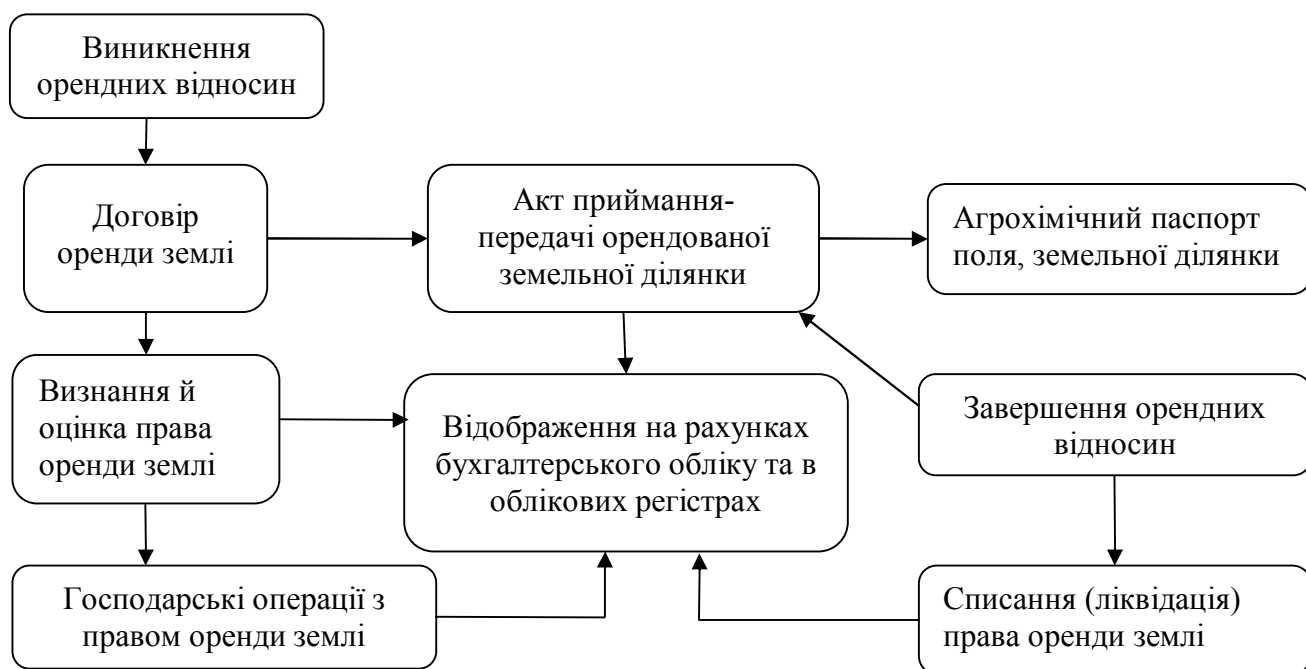 Виникнення
орендних відносин
Договір
оренди землі
Акт приймання-
передачі орендованої
земельної ділянки
Агрохімічний паспорт
поля, земельної ділянки
Визнання й
оцінка права
оренди землі
Відображення на рахунках
бухгалтерського обліку та в
облікових регістрах
Завершення орендних
відносин
Господарські операції з
правом оренди землі
Списання (ліквідація)
права оренди землі